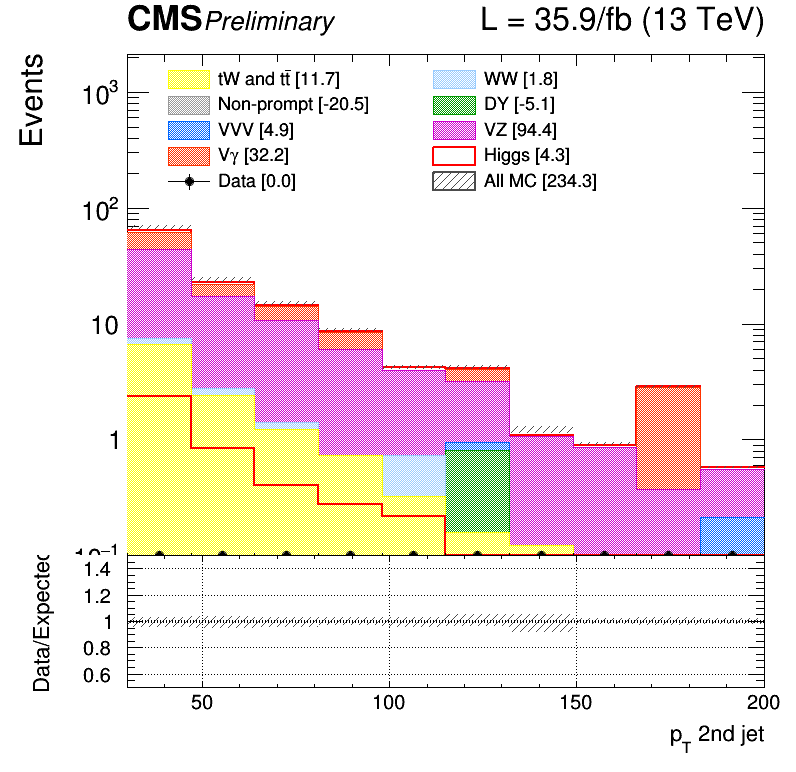 CMS Preliminary L = 35.9/fb (13 TeV)
Events
10³
10²
10
1
tW and tt̄ [11.7]
WW [1.8]
Non-prompt [-20.5]
DY [-5.1]
VVV [4.9]
VZ [94.4]
Vγ [32.2]
Higgs [4.3]
Data [0.0]
All MC [234.3]
Data/Expected
1.4
1.2
1
0.8
0.6
50 100 150 200
p_T 2nd jet